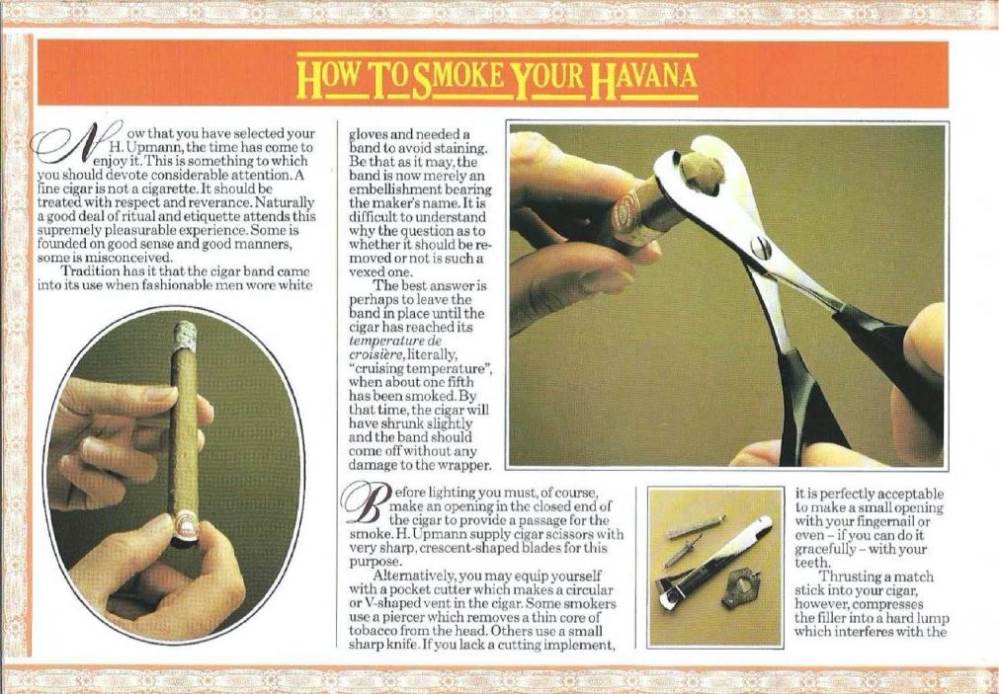 HOW TO SMOKE YOUR HAVANA
Now that you have selected your
H. Upmann, the time has come to
enjoy it. This is something to which
you should devote considerable attention. A
fine cigar is not a cigarette. It should be
treated with respect and reverance. Naturally
a good deal of ritual and etiquette attends this
supremely pleasurable experience. Some is
founded on good sense and good manners,
some is misconceived.
Tradition has it that the cigar band came
into its use when fashionable men wore white
gloves and needed a
band to avoid staining.
Be that as it may, the
band is now merely an
embellishment bearing
the maker's name. It is
difficult to understand
why the question as to
whether it should be re-
moved or not is such a
vexed one.
The best answer is
perhaps to leave the
band in place until the
cigar has reached its
temperature de
croisière, literally,
"cruising temperature",
when about one fifth
has been smoked. By
that time, the cigar will
have shrunk slightly
and the band should
come off without any
damage to the wrapper.
Before lighting you must, of course,
make an opening in the closed end of
the cigar to provide a passage for the
smoke. H. Upmann supply cigar scissors with
very sharp, crescent-shaped blades for this
purpose.
Alternatively, you may equip yourself
with a pocket cutter which makes a circular
or V-shaped vent in the cigar. Some smokers
use a piercer which removes a thin core of
tobacco from the head. Others use a small
sharp knife. If you lack a cutting implement,
it is perfectly acceptable
to make a small opening
with your fingernail or
even – if you can do it
gracefully – with your
teeth.
Thrusting a match
stick into your cigar,
however, compresses
the filler into a hard lump
which interferes with the